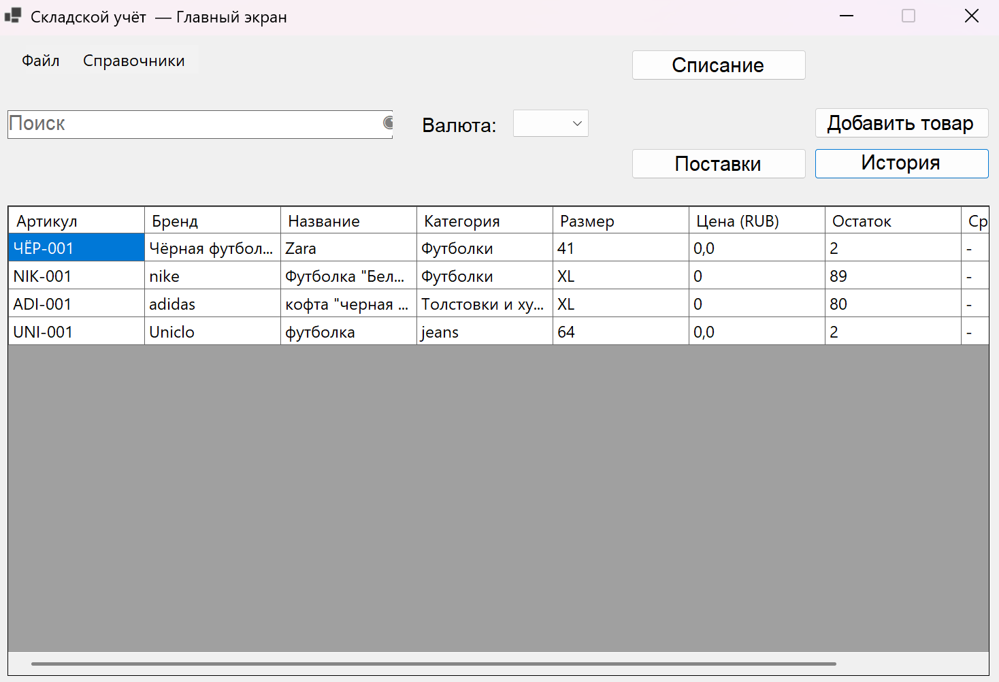 Складской учёт — Главный экран
Файл Справочники
Списание
Поиск
Валюта:
Добавить товар
Поставки
История
Артикул Бренд Название Категория Размер Цена (RUB) Остаток Ср
ЧЁР-001 Чёрная футбол... Zara Футболки 41 0,0 2 -
NIK-001 nike Футболка "Бел... Футболки XL 0 89 -
ADI-001 adidas кофта "черная ... Толстовки и ху... XL 0 80 -
UNI-001 Uniclo футболка jeans 64 0,0 2 -